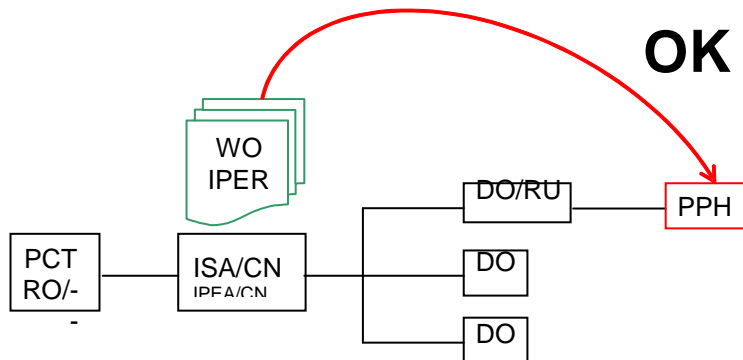 OK
WO
IPER
DO/RU
PPH
PCT
RO/-
-
ISA/CN
IPEA/CN
DO
DO